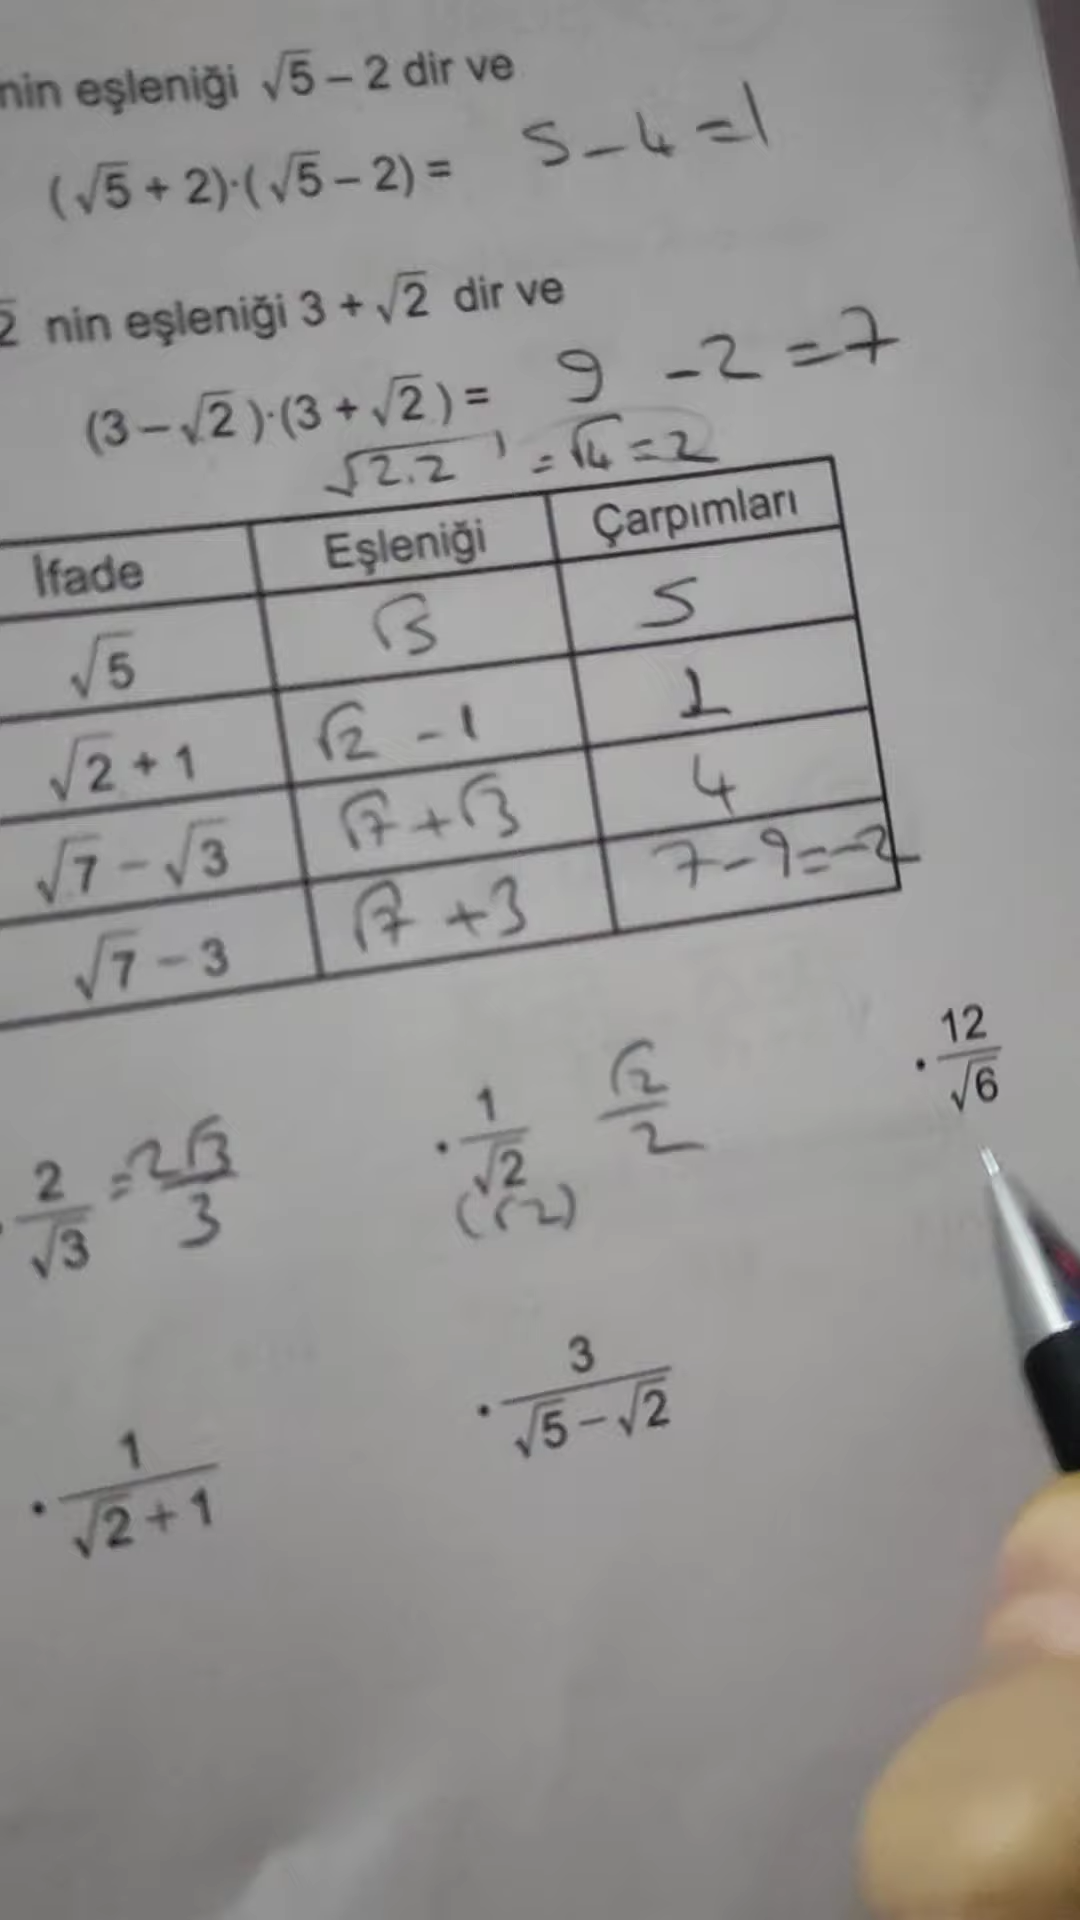 nin eşleniği √5 − 2 dir ve
(√5 + 2)·(√5 − 2) = 5 − 4 = 1
2 nin eşleniği 3 + √2 dir ve
(3 − √2)·(3 + √2) = 9 − 2 = 7
√2.2 = √4 = 2
İfade Eşleniği Çarpımları
√5 √5 5
√2 + 1 √2 − 1 1
√7 − √3 √7 + √3 4
√7 − 3 √7 + 3 7 − 9 = −2
2/√3 = 2√3/3 · 1/√2 √2/2 · 12/√6
(√2)
· 1/(√2 + 1) · 3/(√5 − √2)